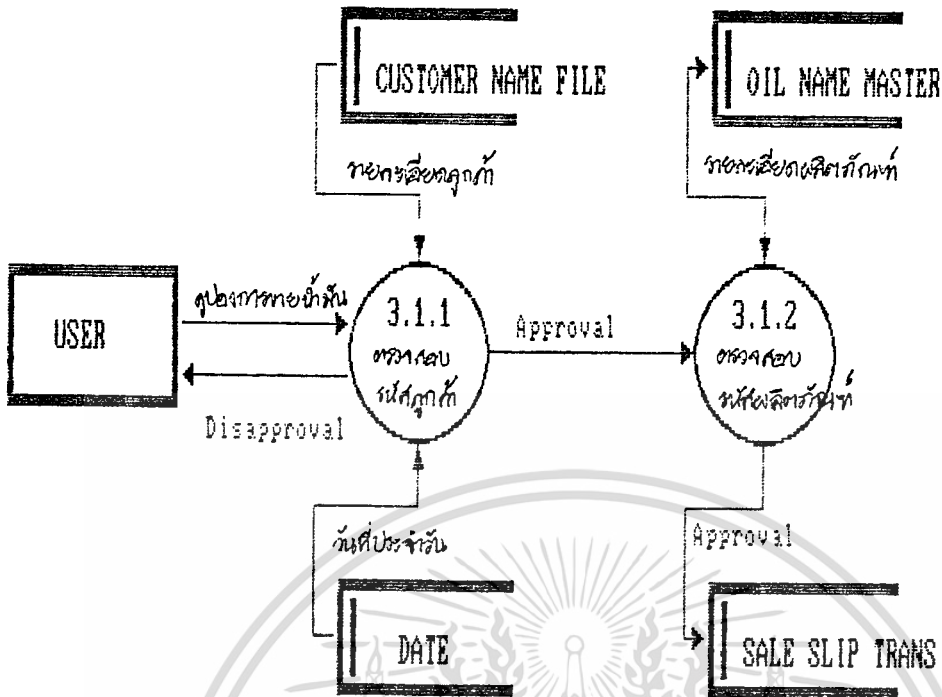 CUSTOMER NAME FILE
OIL NAME MASTER
รายละเอียดลูกค้า
รายละเอียดผลิตภัณฑ์
USER
คูปองการขายน้ำมัน
3.1.1
ตรวจสอบ
รหัสลูกค้า
Approval
3.1.2
ตรวจสอบ
รหัสผลิตภัณฑ์
Disapproval
วันที่ประจำวัน
Approval
DATE
SALE SLIP TRANS